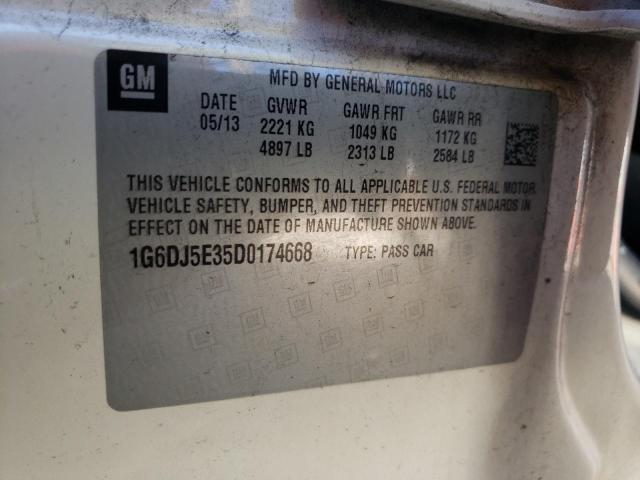 GM
MFD BY GENERAL MOTORS LLC
DATE GVWR GAWR FRT GAWR RR
05/13 2221 KG 1049 KG 1172 KG
4897 LB 2313 LB 2584 LB
THIS VEHICLE CONFORMS TO ALL APPLICABLE U.S. FEDERAL MOTOR
VEHICLE SAFETY, BUMPER, AND THEFT PREVENTION STANDARDS IN
EFFECT ON THE DATE OF MANUFACTURE SHOWN ABOVE.
1G6DJ5E35D0174668 TYPE: PASS CAR